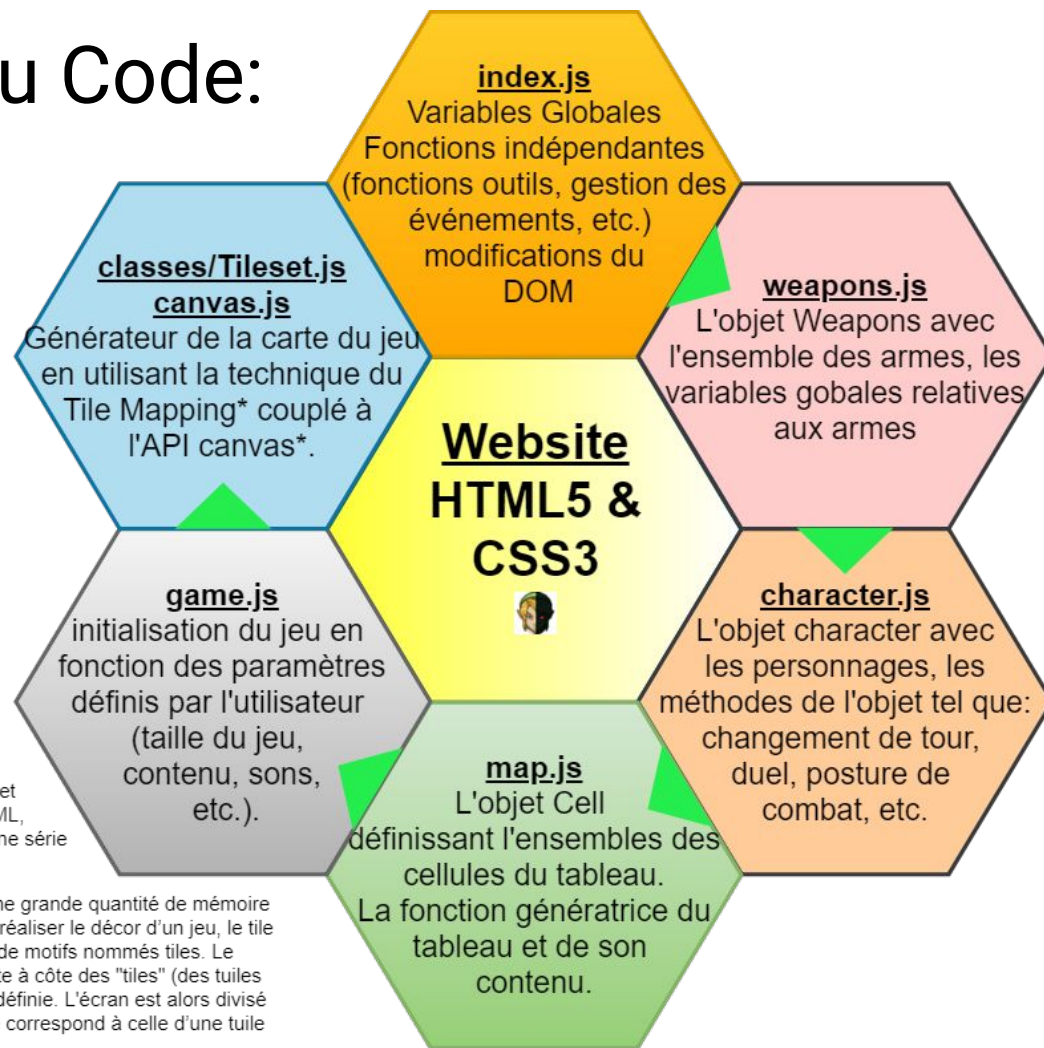 u Code:
index.js
Variables Globales
Fonctions indépendantes
(fonctions outils, gestion des
événements, etc.)
modifications du
DOM
classes/Tileset.js
canvas.js
Générateur de la carte du jeu
en utilisant la technique du
Tile Mapping* couplé à
l'API canvas*.
weapons.js
L'objet Weapons avec
l'ensemble des armes, les
variables gobales relatives
aux armes
Website
HTML5 &
CSS3
game.js
initialisation du jeu en
fonction des paramètres
définis par l'utilisateur
(taille du jeu,
contenu, sons,
etc.).
character.js
L'objet character avec
les personnages, les
méthodes de l'objet tel que:
changement de tour,
duel, posture de
combat, etc.
map.js
L'objet Cell
définissant l'ensembles des
cellules du tableau.
La fonction génératrice du
tableau et de son
contenu.
et
ML,
ne série
ne grande quantité de mémoire
réaliser le décor d’un jeu, le tile
de motifs nommés tiles. Le
te à côte des "tiles" (des tuiles
définie. L'écran est alors divisé
correspond à celle d’une tuile